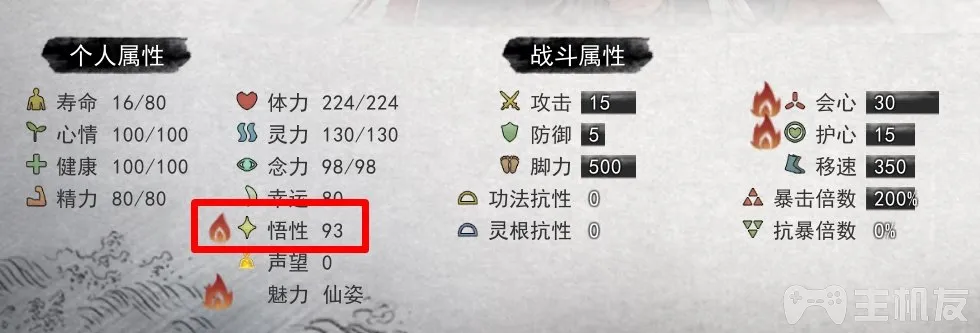 个人属性 战斗属性
寿命 16/80 体力 224/224 攻击 15 会心 30
心情 100/100 灵力 130/130 防御 5 护心 15
健康 100/100 念力 98/98 脚力 500 移速 350
精力 80/80 幸运 80 功法抗性 0 暴击倍数 200%
悟性 93 灵根抗性 0 抗暴倍数 0%
声望 0
魅力 仙姿
主机友